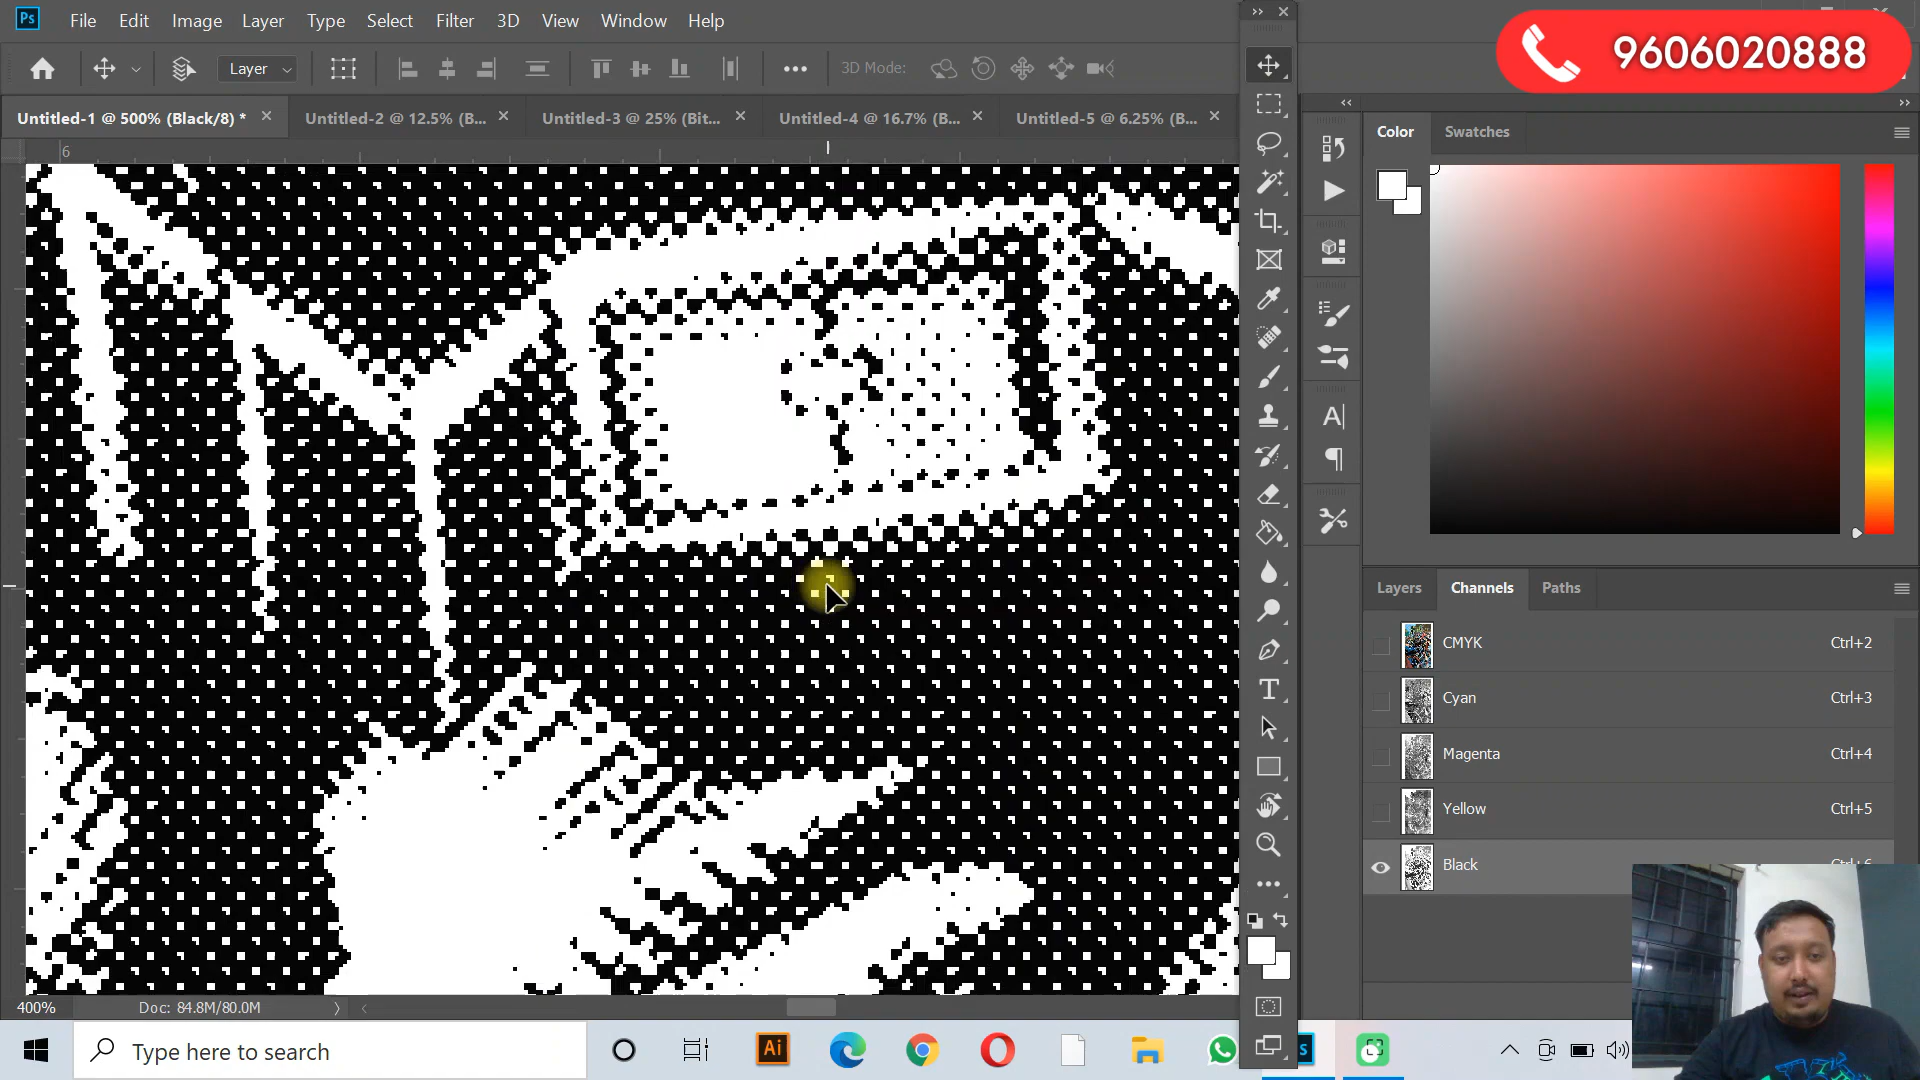 Ps File Edit Image Layer Type Select Filter 3D View Window Help
9606020888
Layer 3D Mode:
Untitled-1 @ 500% (Black/8) * Untitled-2 @ 12.5% (B... Untitled-3 @ 25% (Bit... Untitled-4 @ 16.7% (B... Untitled-5 @ 6.25% (B...
Color Swatches
6
Layers Channels Paths
CMYK Ctrl+2
Cyan Ctrl+3
Magenta Ctrl+4
Yellow Ctrl+5
Black
400% Doc: 84.8M/80.0M
Type here to search
Ai